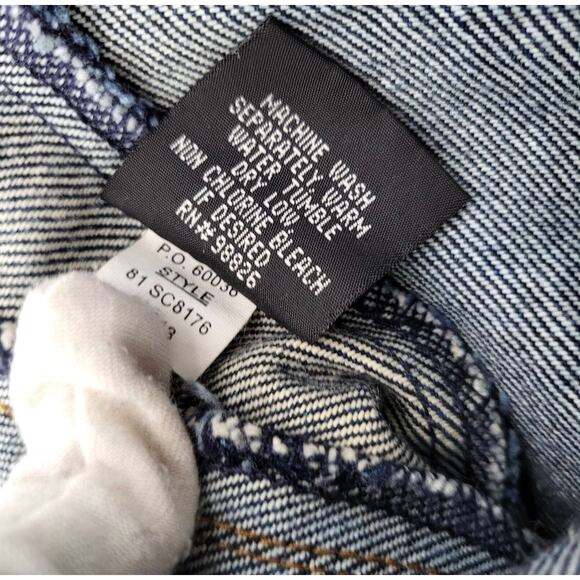 MACHINE WASH
SEPARATELY, WARM
WATER TUMBLE
DRY LOW,
NON CHLORINE BLEACH
IF DESIRED
RN# 98826
P.O. 60036
STYLE
81 SC8176